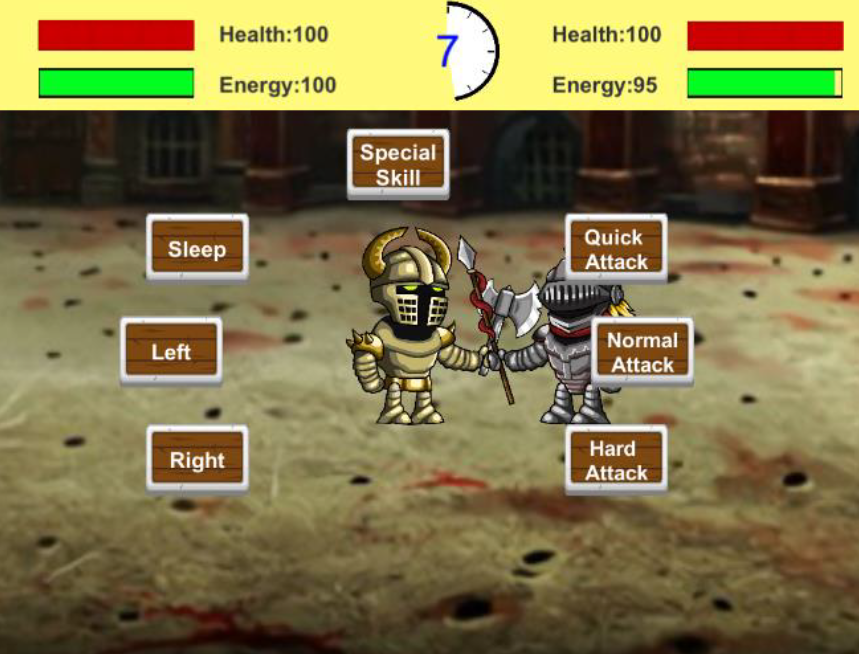 Health:100
7
Health:100
Energy:100
Energy:95
Special
Skill
Sleep
Quick
Attack
Left
Normal
Attack
Right
Hard
Attack